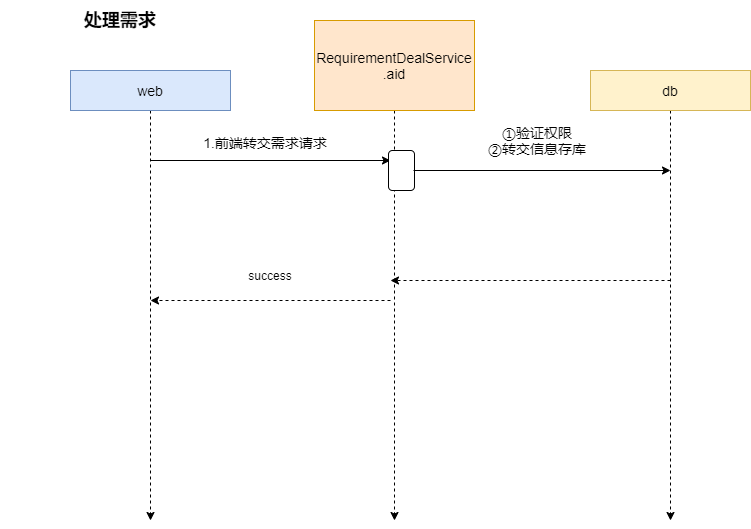 处理需求
web
RequirementDealService
.aid
db
1.前端转交需求请求
①验证权限
②转交信息存库
success